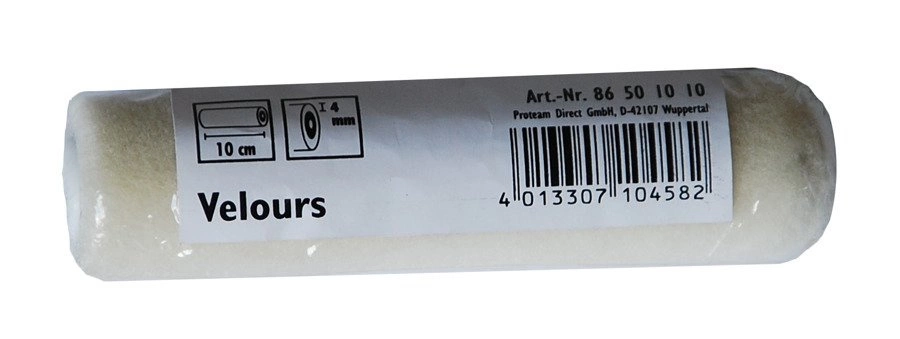 Art.-Nr. 86 50 10 10
Proteam Direct GmbH, D-42107 Wuppertal
4 mm
10 cm
Velours
4 013307 104582